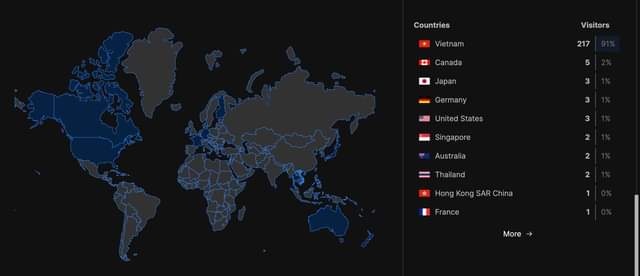 Countries Visitors
Vietnam 217 91%
Canada 5 2%
Japan 3 1%
Germany 3 1%
United States 3 1%
Singapore 2 1%
Australia 2 1%
Thailand 2 1%
Hong Kong SAR China 1 0%
France 1 0%
More →